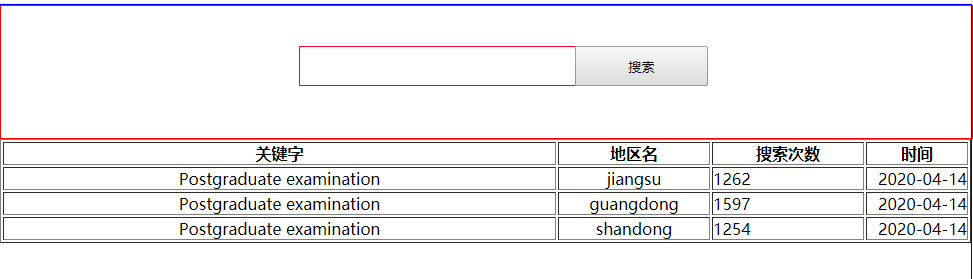 搜索
关键字 地区名 搜索次数 时间
Postgraduate examination jiangsu 1262 2020-04-14
Postgraduate examination guangdong 1597 2020-04-14
Postgraduate examination shandong 1254 2020-04-14